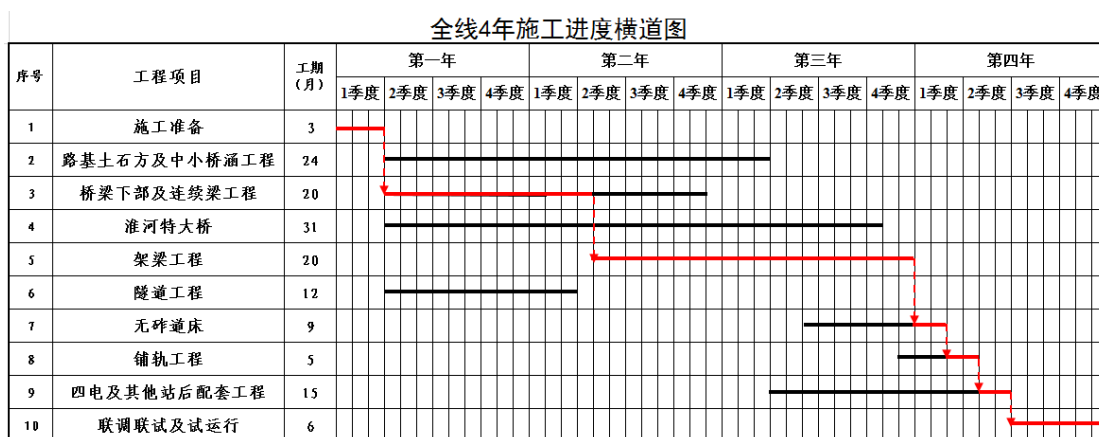 全线4年施工进度横道图
序号 工程项目 工期(月) 第一年 第二年 第三年 第四年
1季度 2季度 3季度 4季度 1季度 2季度 3季度 4季度 1季度 2季度 3季度 4季度 1季度 2季度 3季度 4季度
1 施工准备 3
2 路基土石方及中小桥涵工程 24
3 桥梁下部及连续梁工程 20
4 淮河特大桥 31
5 架梁工程 20
6 隧道工程 12
7 无砟道床 9
8 铺轨工程 5
9 四电及其他站后配套工程 15
10 联调联试及试运行 6